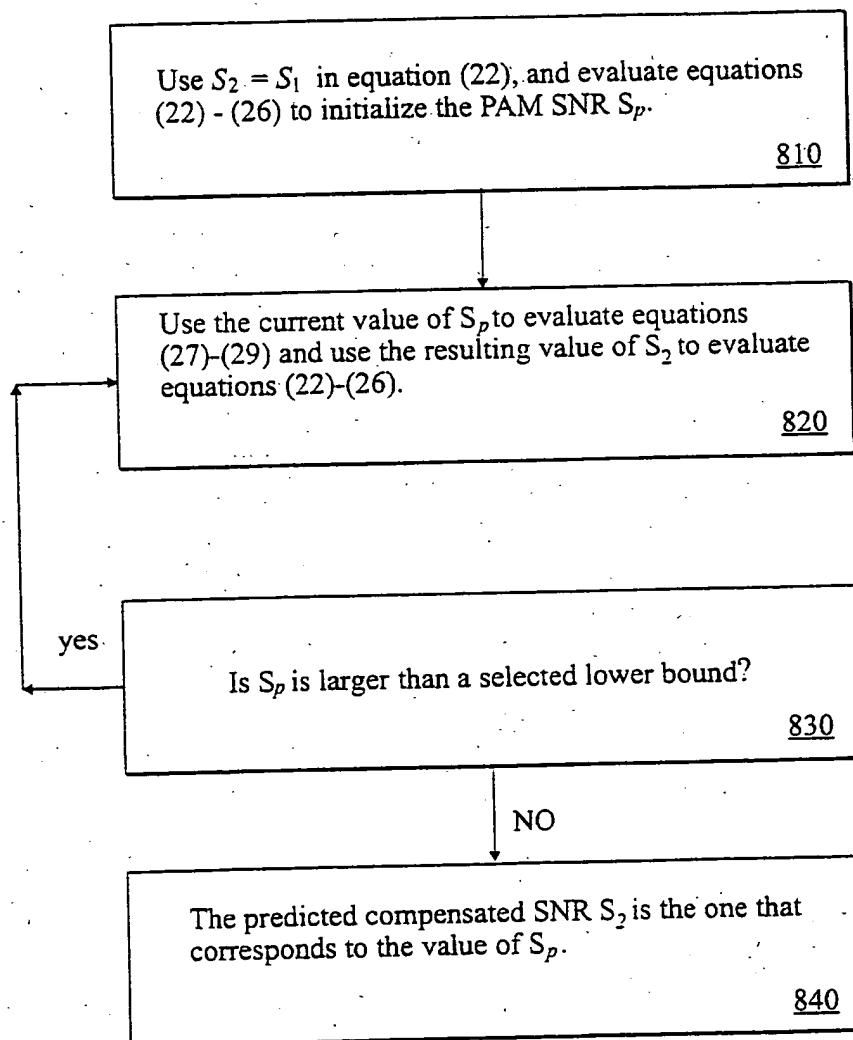 Use S₂ = S₁ in equation (22), and evaluate equations
(22) - (26) to initialize the PAM SNR Sₚ.
810
Use the current value of Sₚ to evaluate equations
(27)-(29) and use the resulting value of S₂ to evaluate
equations (22)-(26).
820
yes
Is Sₚ is larger than a selected lower bound?
830
NO
The predicted compensated SNR S₂ is the one that
corresponds to the value of Sₚ.
840